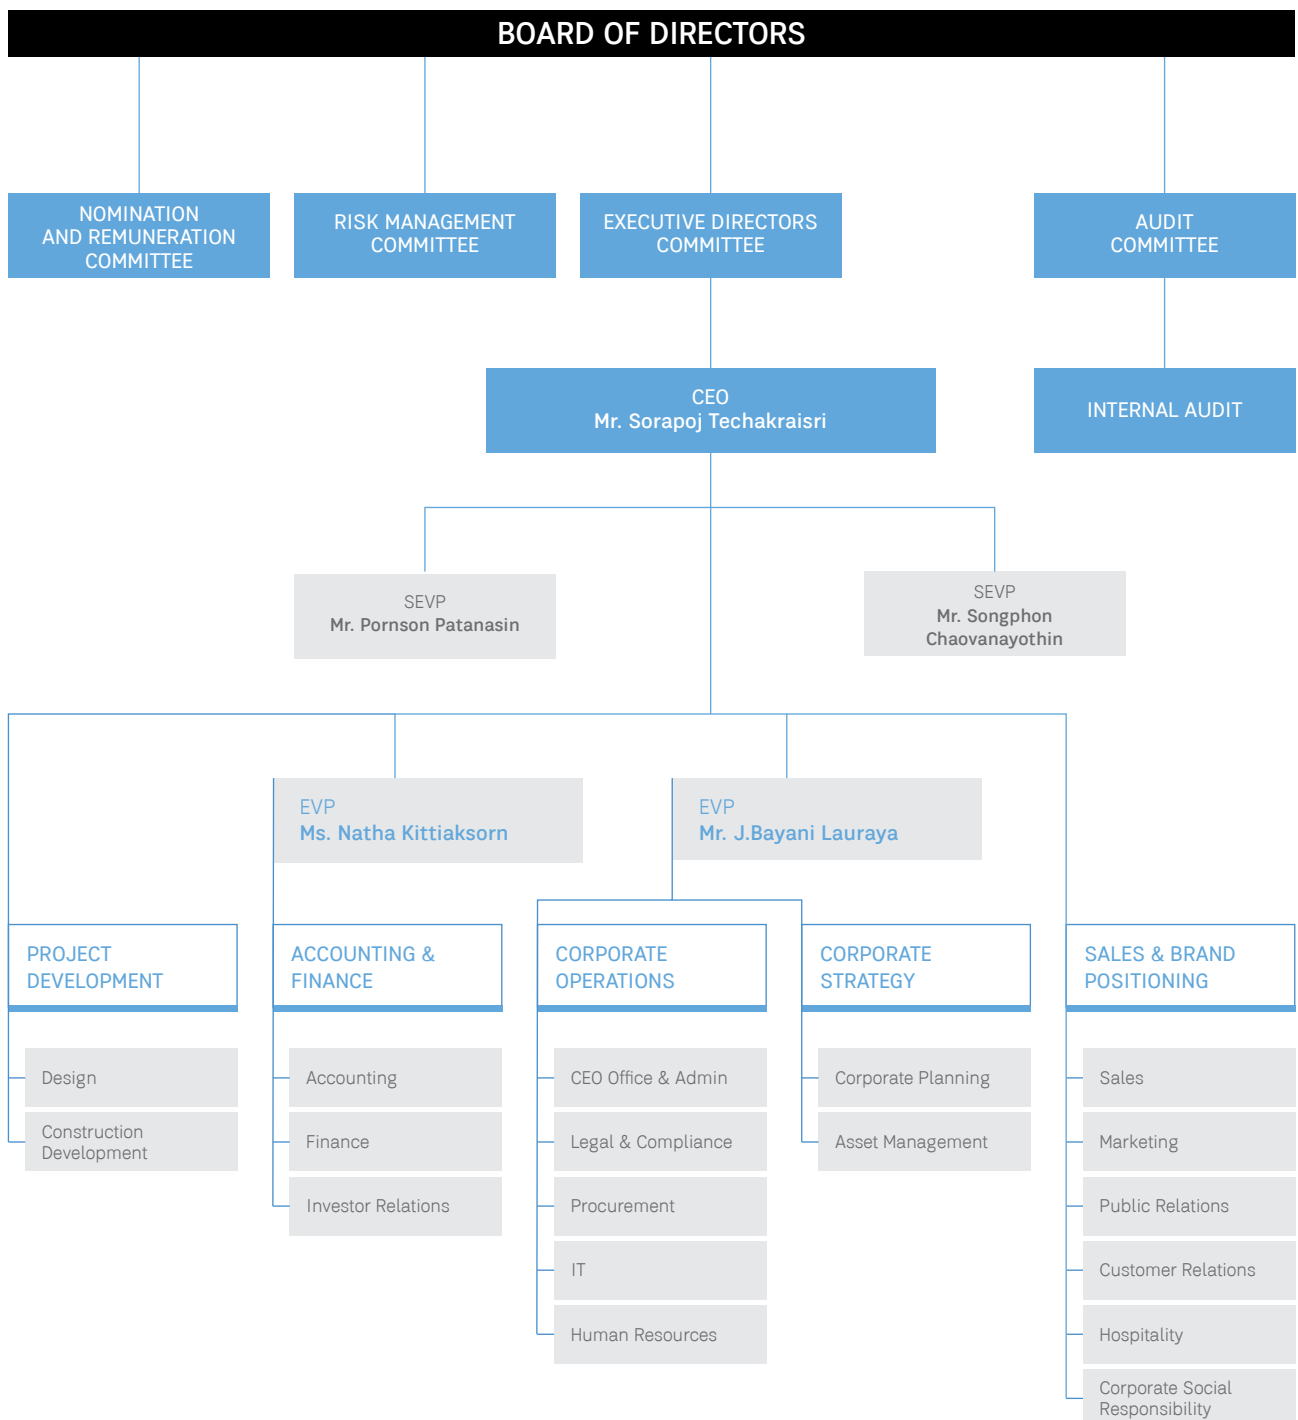 BOARD OF DIRECTORS
NOMINATION
AND REMUNERATION
COMMITTEE
RISK MANAGEMENT
COMMITTEE
EXECUTIVE DIRECTORS
COMMITTEE
AUDIT
COMMITTEE
CEO
Mr. Sorapoj Techakraisri
INTERNAL AUDIT
SEVP
Mr. Pornson Patanasin
SEVP
Mr. Songphon
Chaovanayothin
EVP
Ms. Natha Kittiaksorn
EVP
Mr. J.Bayani Lauraya
PROJECT
DEVELOPMENT
Design
Construction
Development
ACCOUNTING &
FINANCE
Accounting
Finance
Investor Relations
CORPORATE
OPERATIONS
CEO Office & Admin
Legal & Compliance
Procurement
IT
Human Resources
CORPORATE
STRATEGY
Corporate Planning
Asset Management
SALES & BRAND
POSITIONING
Sales
Marketing
Public Relations
Customer Relations
Hospitality
Corporate Social
Responsibility